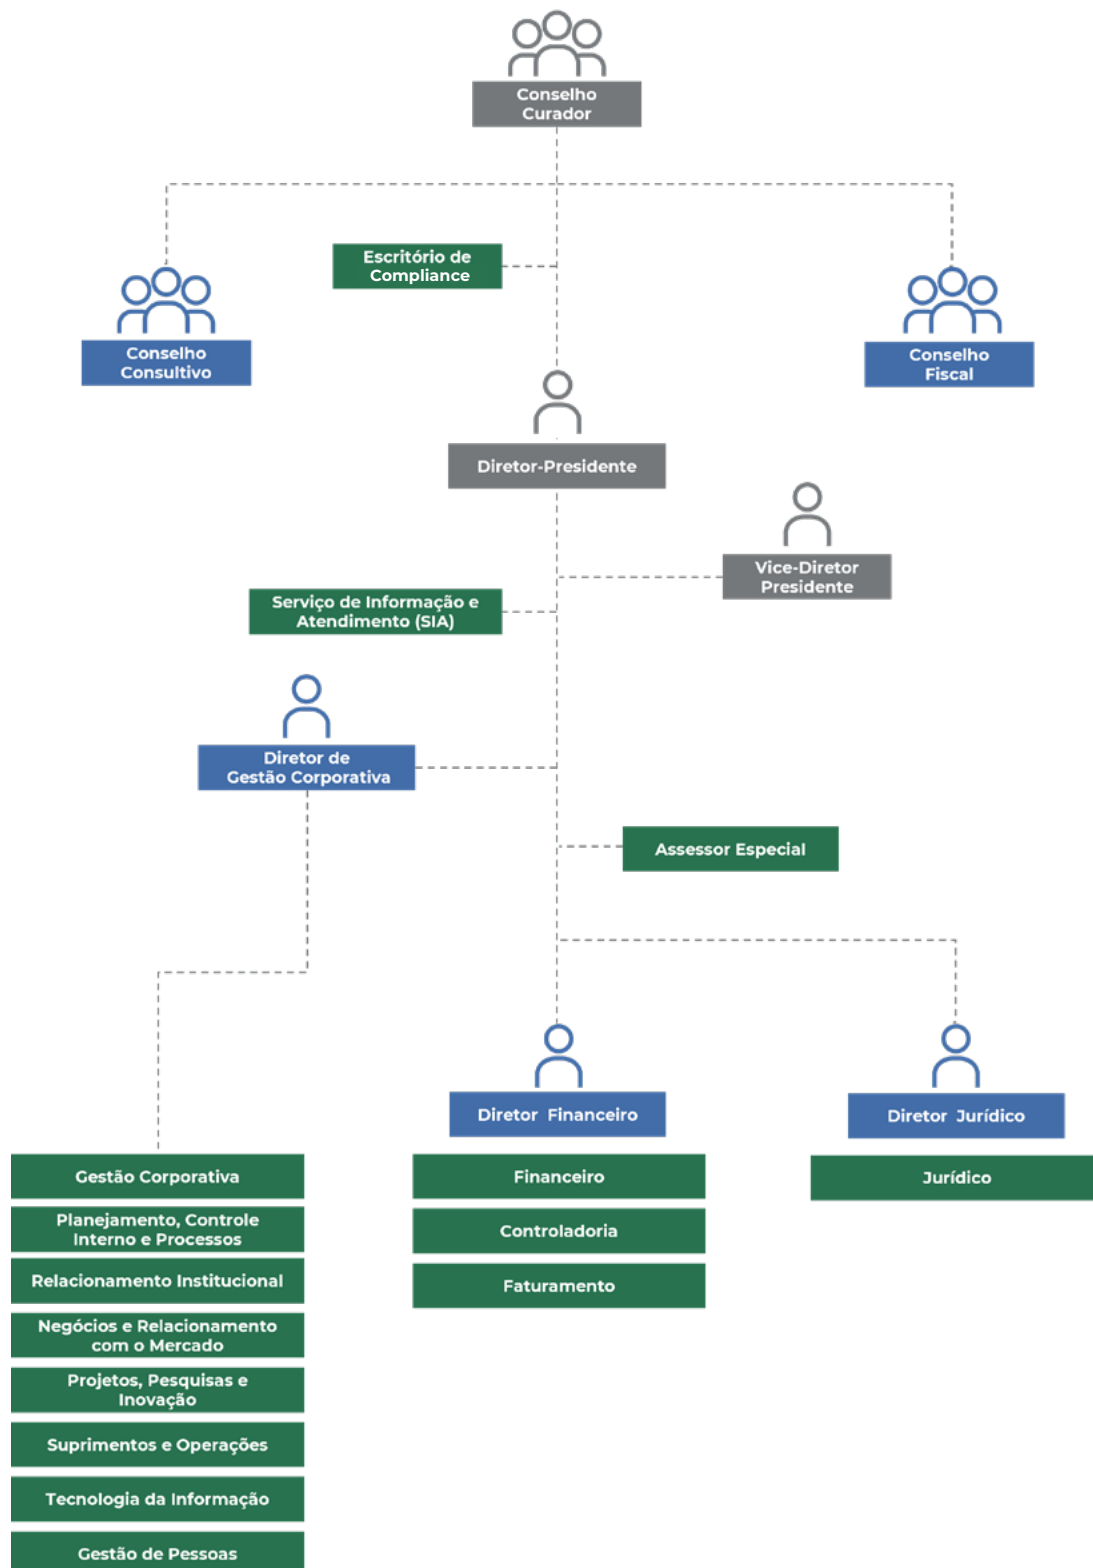 Conselho
Curador
Escritório de
Compliance
Conselho
Consultivo
Conselho
Fiscal
Diretor-Presidente
Vice-Diretor
Presidente
Serviço de Informação e
Atendimento (SIA)
Diretor de
Gestão Corporativa
Assessor Especial
Diretor Financeiro
Diretor Jurídico
Gestão Corporativa
Planejamento, Controle
Interno e Processos
Relacionamento Institucional
Negócios e Relacionamento
com o Mercado
Projetos, Pesquisas e
Inovação
Suprimentos e Operações
Tecnologia da Informação
Gestão de Pessoas
Financeiro
Controladoria
Faturamento
Jurídico